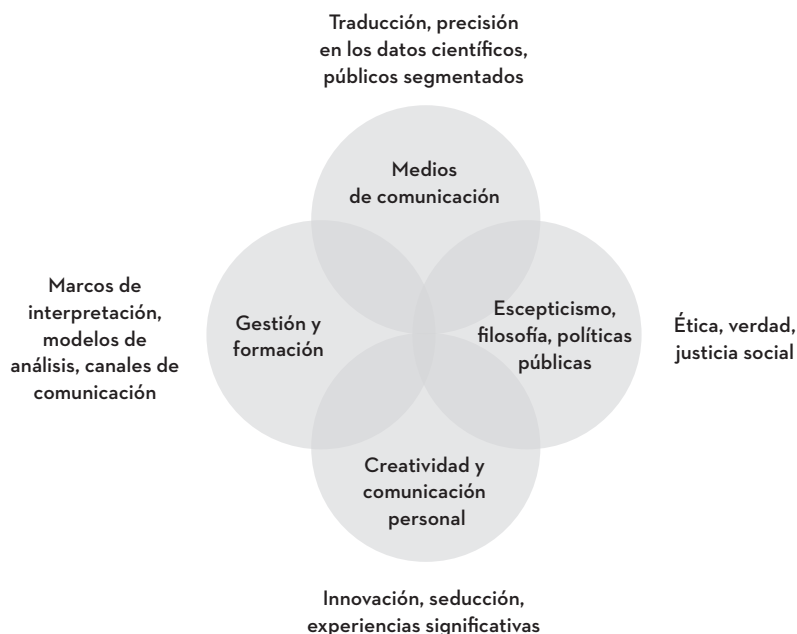 Traducción, precisión
en los datos científicos,
públicos segmentados
Medios
de comunicación
Marcos de
interpretación,
modelos de
análisis, canales de
comunicación
Gestión y
formación
Escepticismo,
filosofía, políticas
públicas
Ética, verdad,
justicia social
Creatividad y
comunicación
personal
Innovación, seducción,
experiencias significativas